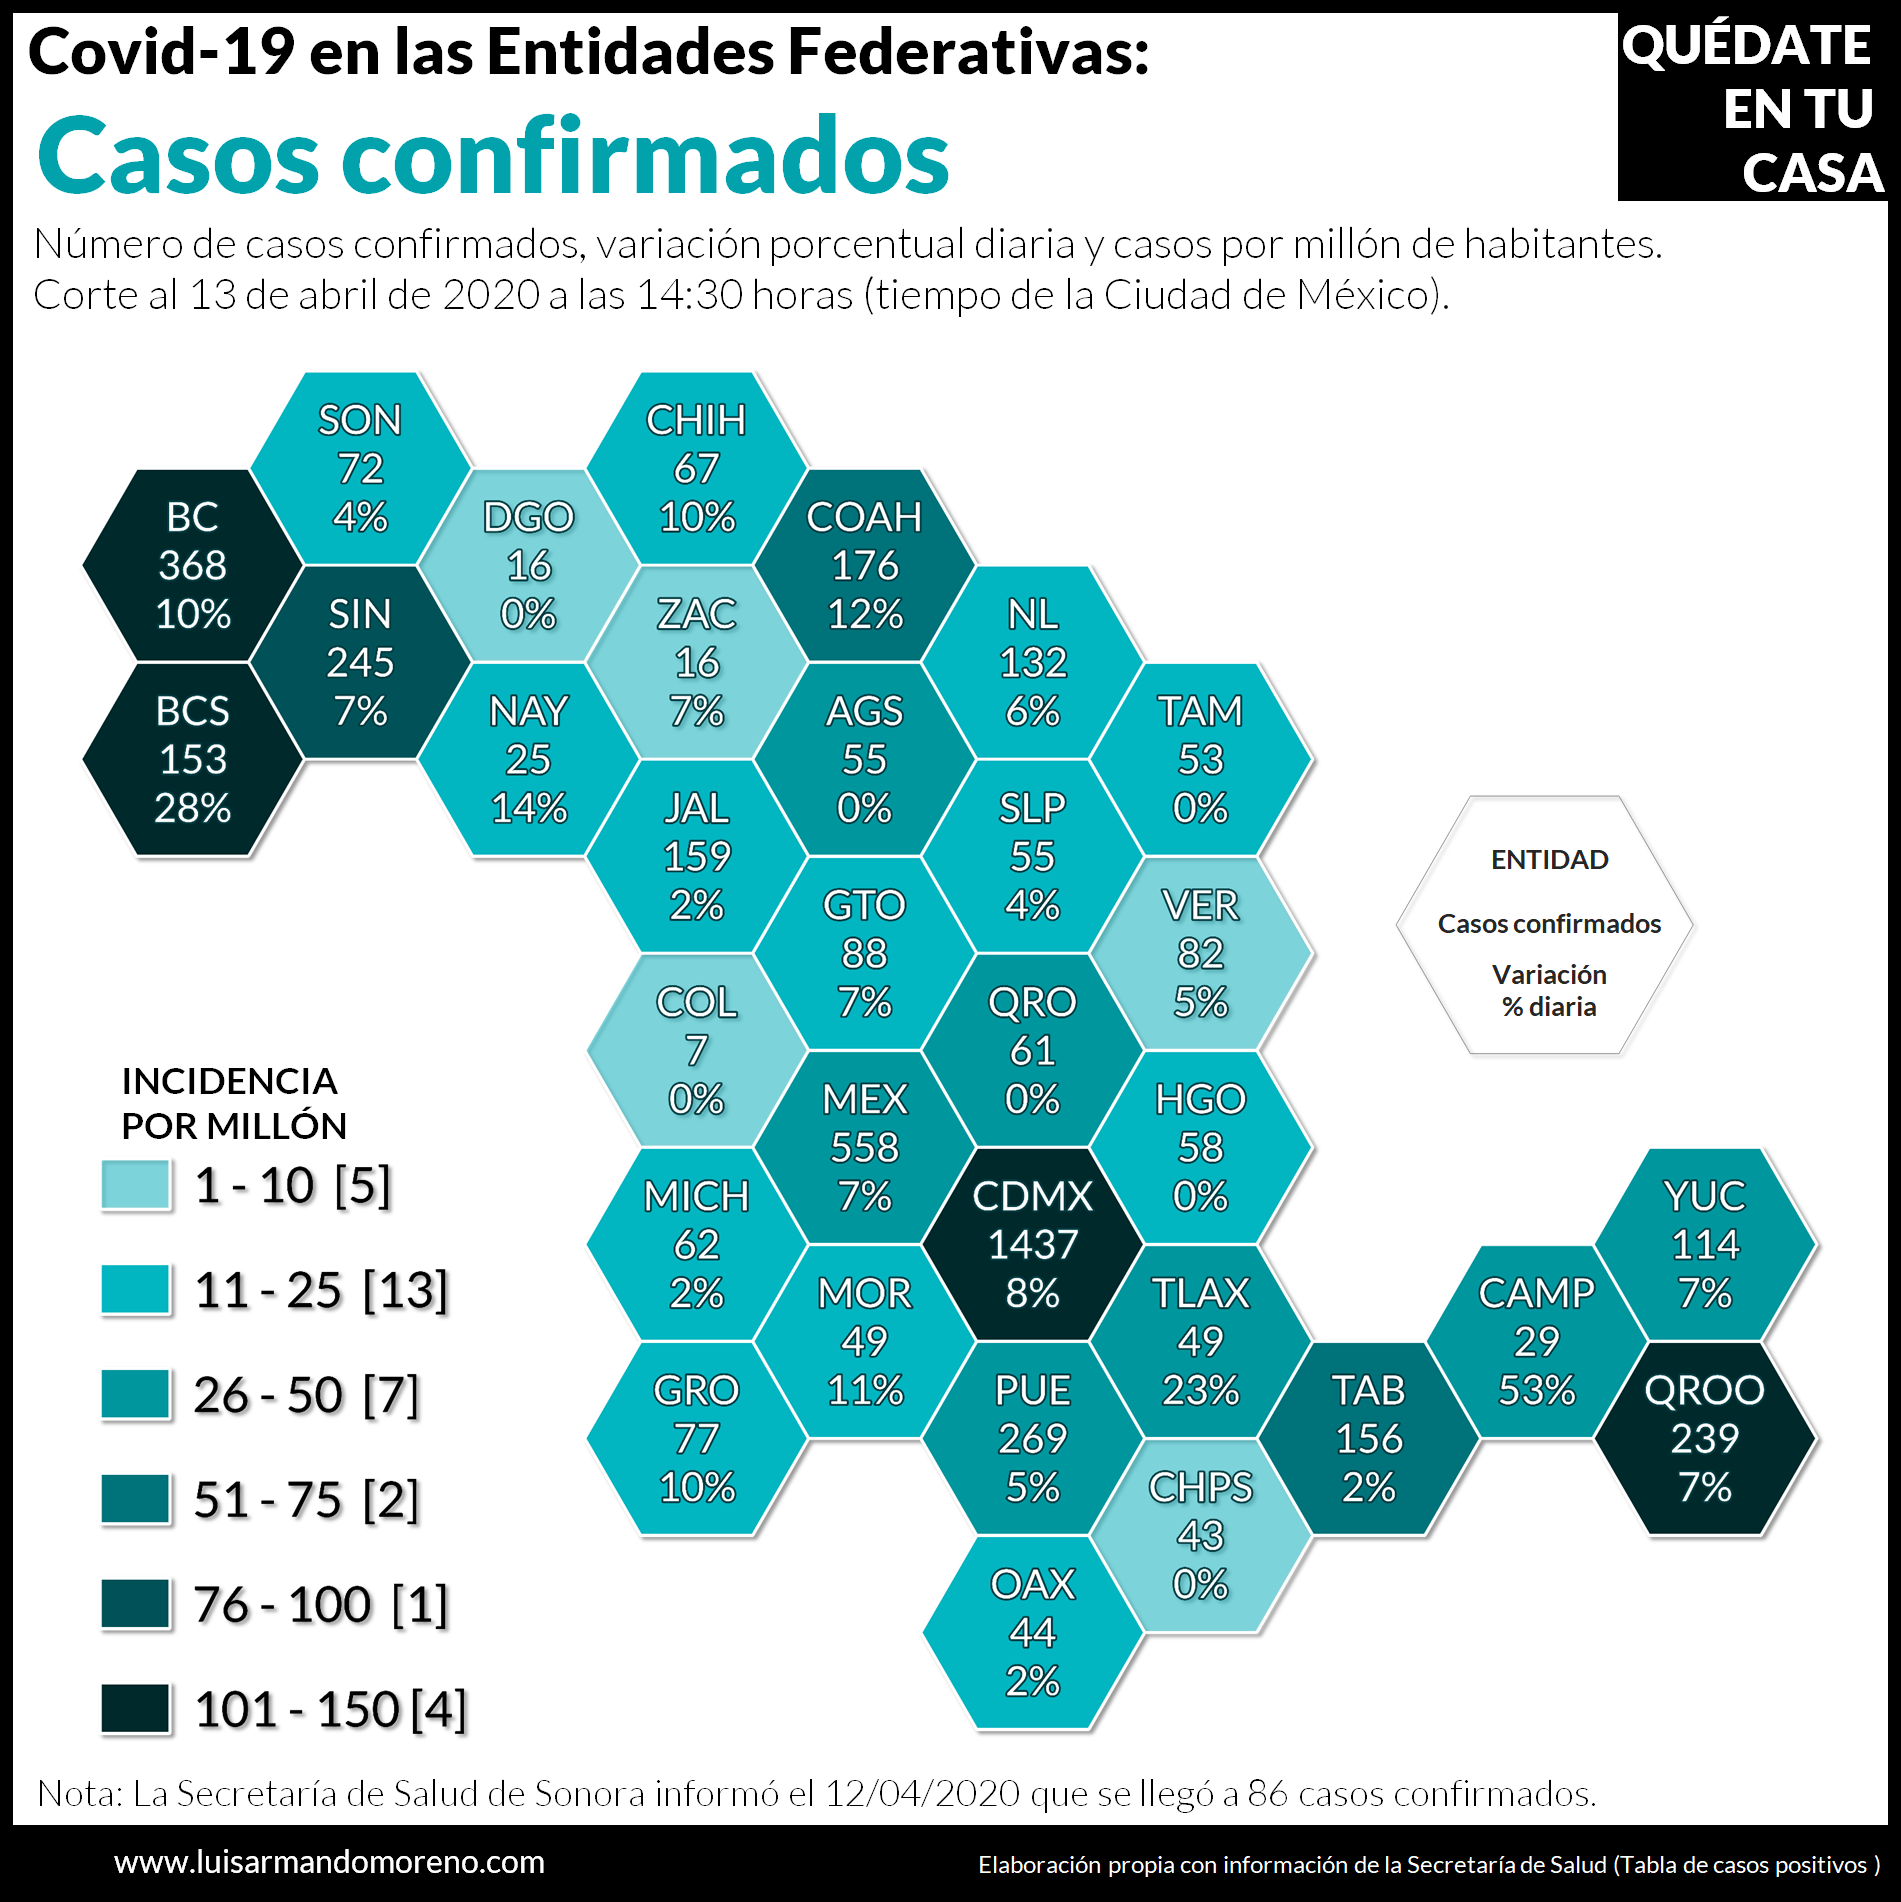 Covid-19 en las Entidades Federativas:
Casos confirmados
QUÉDATE
EN TU
CASA
Número de casos confirmados, variación porcentual diaria y casos por millón de habitantes.
Corte al 13 de abril de 2020 a las 14:30 horas (tiempo de la Ciudad de México).
SON
72
4%
CHIH
67
10%
BC
368
10%
DGO
16
0%
COAH
176
12%
SIN
245
7%
ZAC
16
7%
NL
132
6%
BCS
153
28%
NAY
25
14%
AGS
55
0%
TAM
53
0%
JAL
159
2%
SLP
55
4%
GTO
88
7%
VER
82
5%
ENTIDAD
Casos confirmados
Variación
% diaria
COL
7
0%
QRO
61
0%
MEX
558
7%
HGO
58
0%
MICH
62
2%
CDMX
1437
8%
YUC
114
7%
MOR
49
11%
TLAX
49
23%
CAMP
29
53%
GRO
77
10%
PUE
269
5%
TAB
156
2%
QROO
239
7%
CHPS
43
0%
OAX
44
2%
INCIDENCIA
POR MILLÓN
1 - 10 [5]
11 - 25 [13]
26 - 50 [7]
51 - 75 [2]
76 - 100 [1]
101 - 150 [4]
Nota: La Secretaría de Salud de Sonora informó el 12/04/2020 que se llegó a 86 casos confirmados.
www.luisarmandomoreno.com
Elaboración propia con información de la Secretaría de Salud (Tabla de casos positivos )